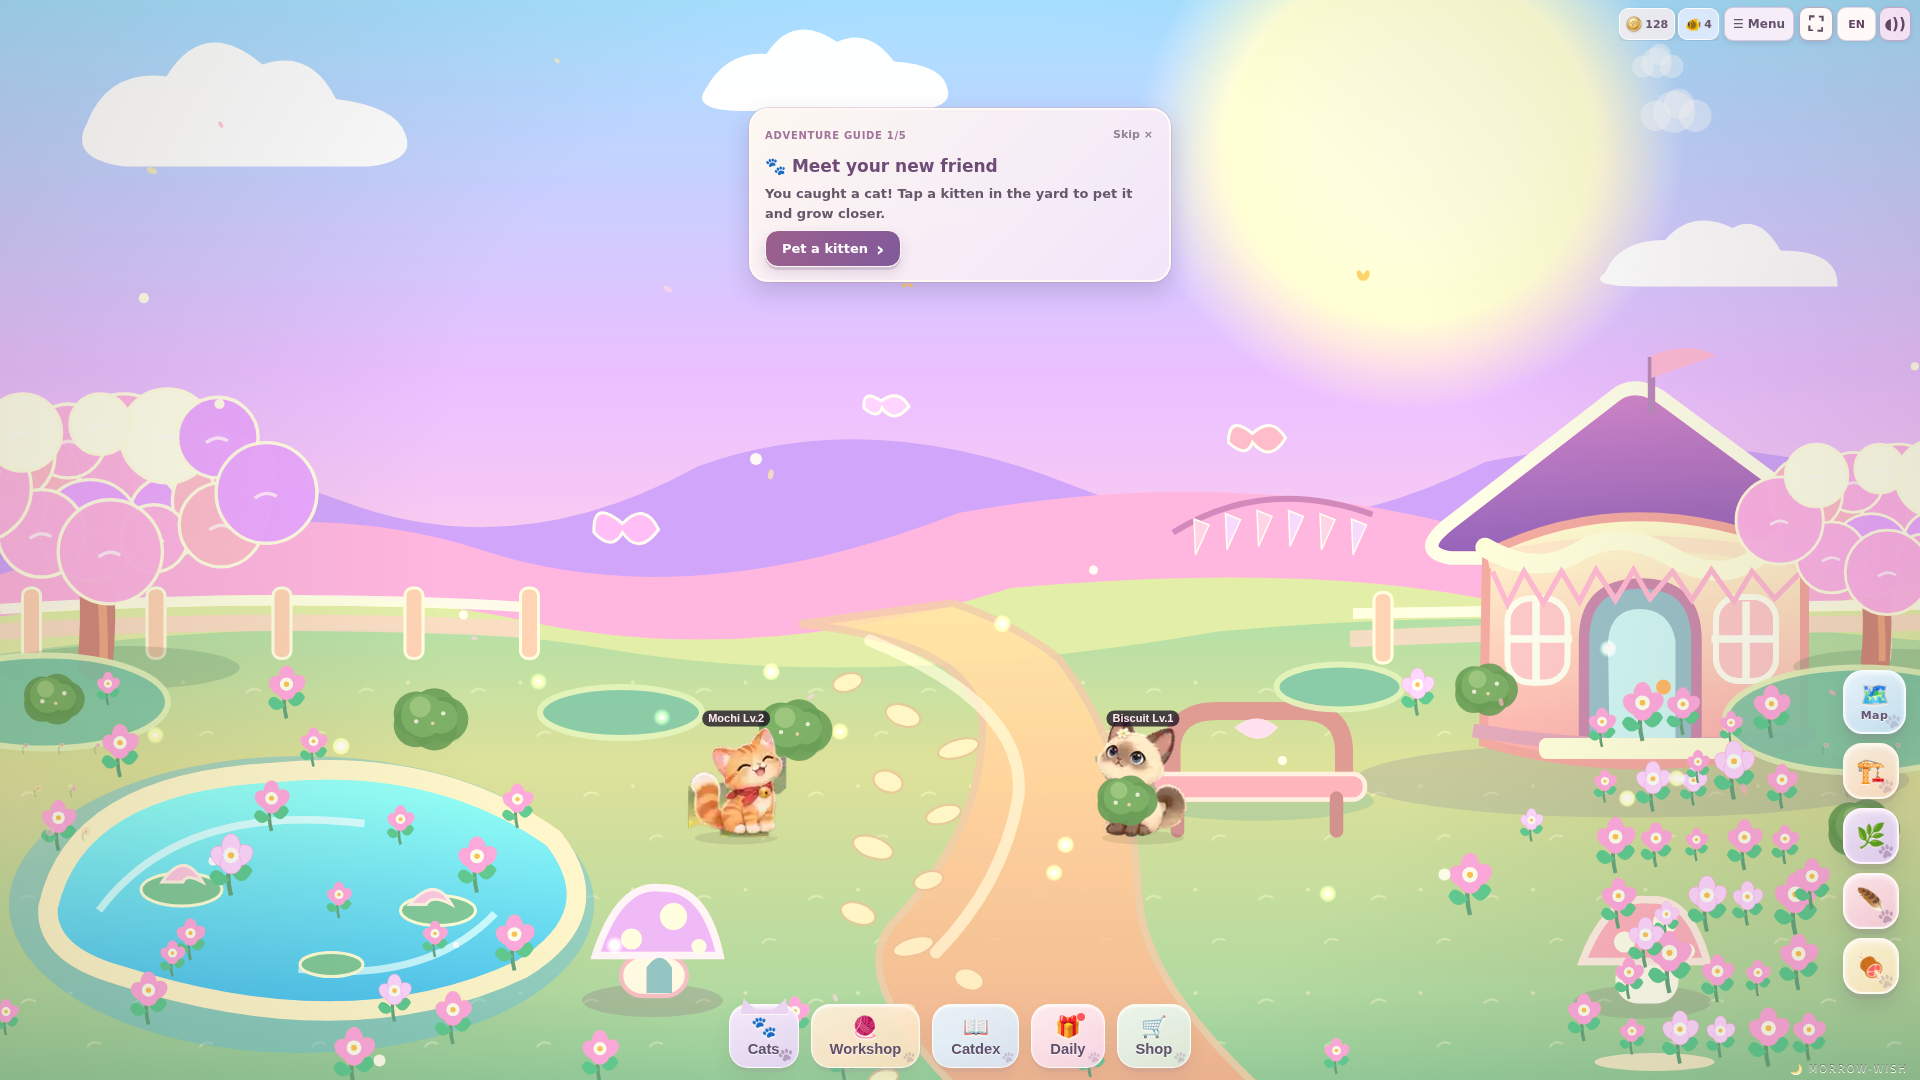 128
4
☰ Menu
EN
ADVENTURE GUIDE 1/5
Skip ×
🐾 Meet your new friend
You caught a cat! Tap a kitten in the yard to pet it
and grow closer.
Pet a kitten ›
Mochi Lv.2
Biscuit Lv.1
Map
Cats
Workshop
Catdex
Daily
Shop
🌙 MORROW-WISH